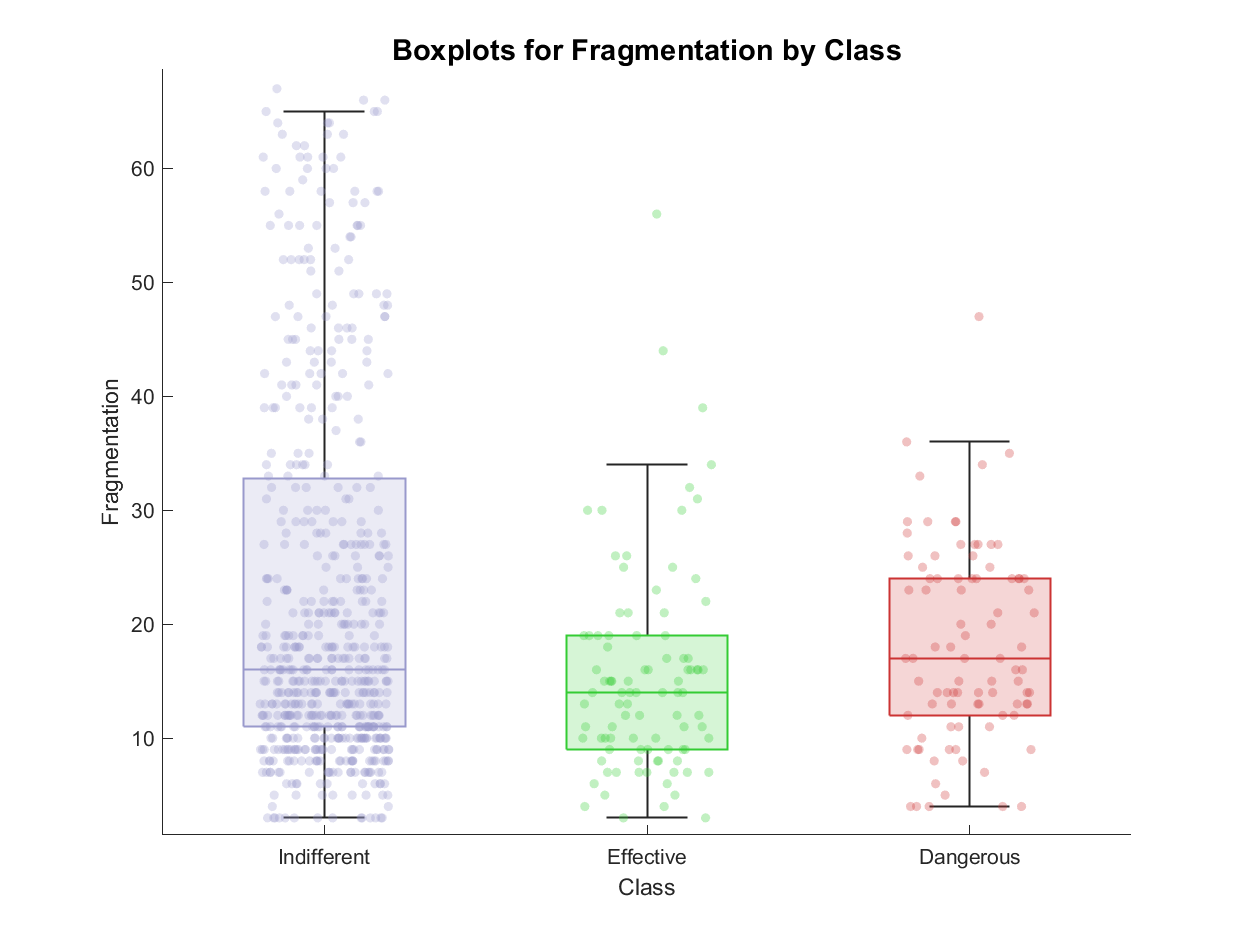 Boxplots for Fragmentation by Class
Fragmentation
60
50
40
30
20
10
Indifferent
Effective
Dangerous
Class